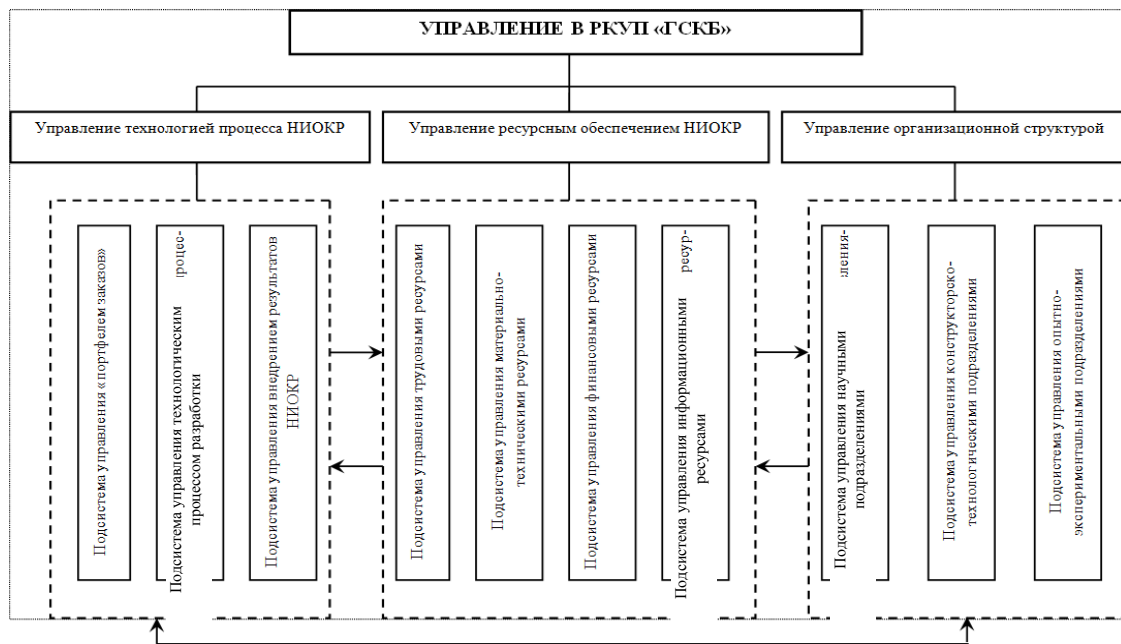 УПРАВЛЕНИЕ В РКУП «ГСКБ»
Управление технологией процесса НИОКР
Управление ресурсным обеспечением НИОКР
Управление организационной структурой
Подсистема управления «портфелем заказов»
Подсистема управления технологическим
процессом разработки
Подсистема управления внедрением результатов
НИОКР
Подсистема управления трудовыми ресурсами
Подсистема управления материально-
техническими ресурсами
Подсистема управления финансовыми ресурсами
ресур-
Подсистема управления информационными
ресурсами
Подсистема управления научными
подразделениями
Подсистема управления конструкторско-
технологическими подразделениями
Подсистема управления опытно-
экспериментальными подразделениями